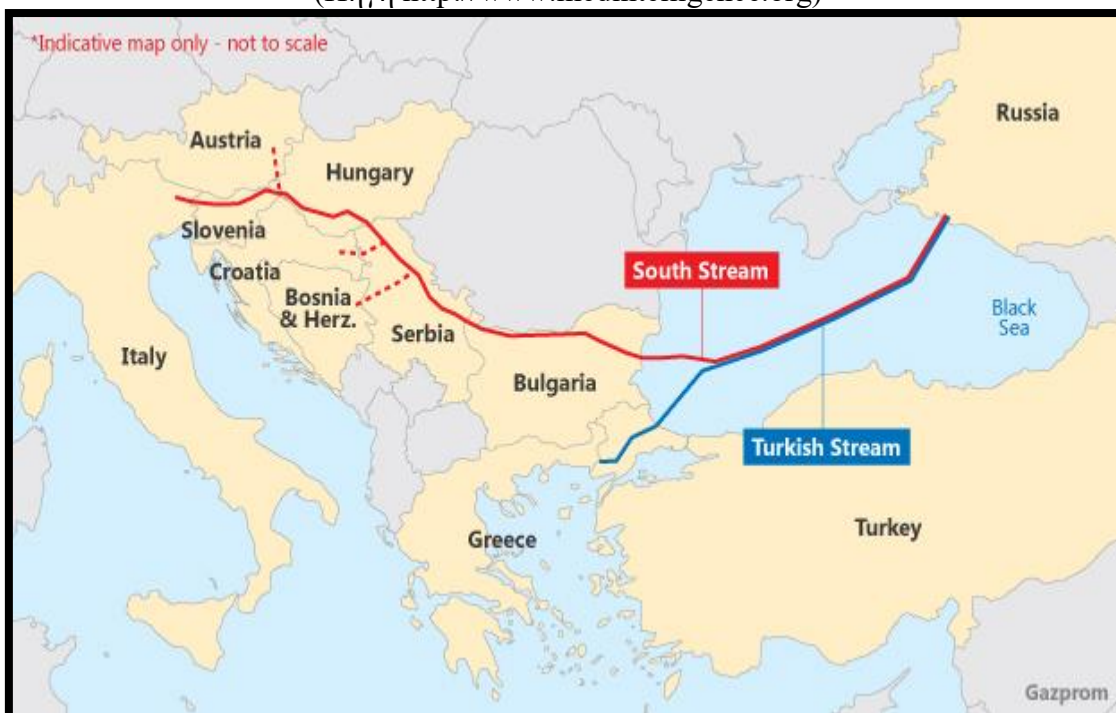 *Indicative map only - not to scale
Russia
Austria
Hungary
Slovenia
South Stream
Croatia
Bosnia
& Herz.
Black
Sea
Serbia
Italy
Bulgaria
Turkish Stream
Turkey
Greece
Gazprom